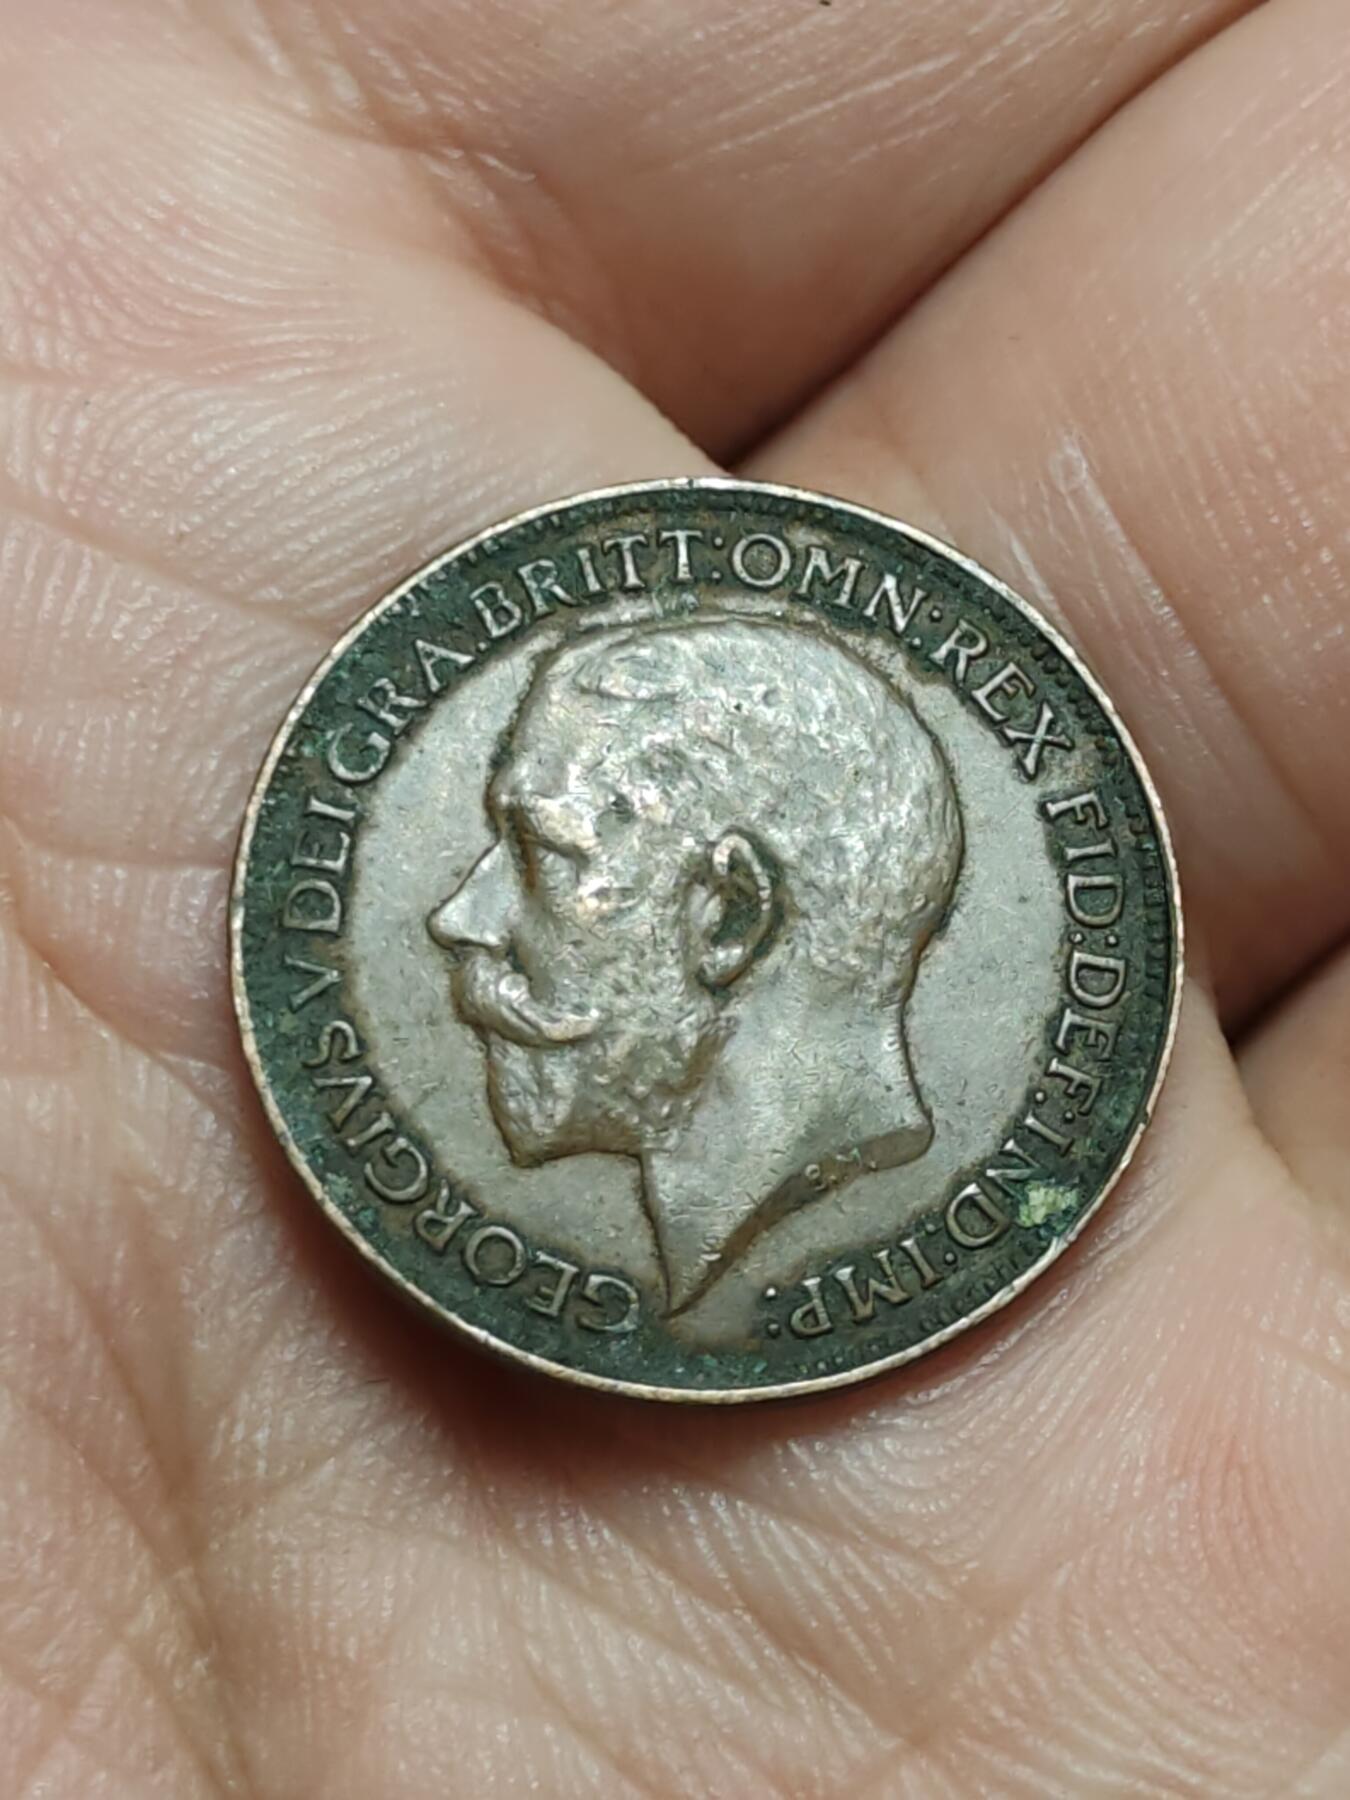 GEORGIVS V DEI GRA: BRITT: OMN: REX FID: DEF: IND: IMP:
B.M.